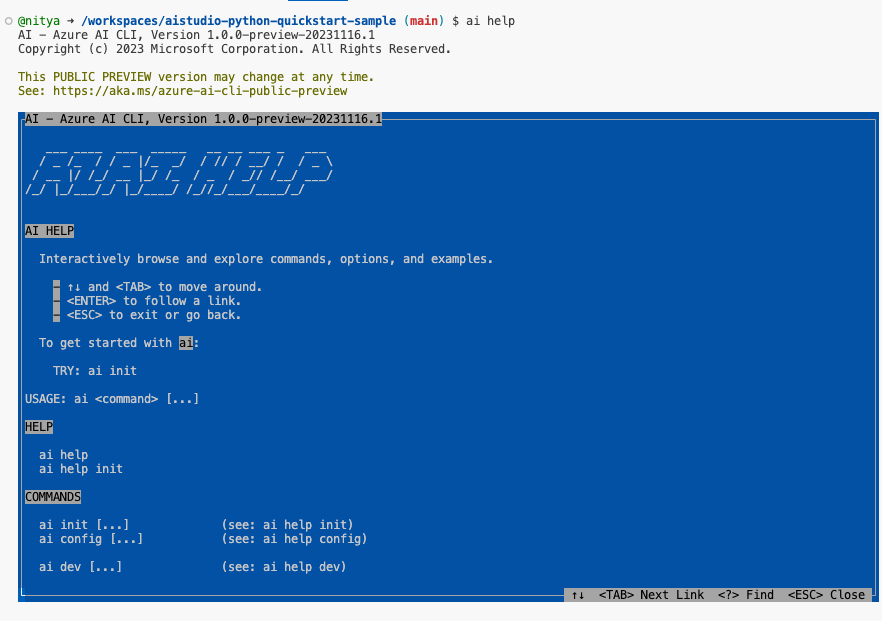 @nitya → /workspaces/aistudio-python-quickstart-sample (main) $ ai help
AI - Azure AI CLI, Version 1.0.0-preview-20231116.1
Copyright (c) 2023 Microsoft Corporation. All Rights Reserved.
This PUBLIC PREVIEW version may change at any time.
See: https://aka.ms/azure-ai-cli-public-preview
AI - Azure AI CLI, Version 1.0.0-preview-20231116.1
AZURE AI
AI HELP
Interactively browse and explore commands, options, and examples.
- ↑↓ and <TAB> to move around.
- <ENTER> to follow a link.
- <ESC> to exit or go back.
To get started with ai:
TRY: ai init
USAGE: ai <command> [...]
HELP
ai help
ai help init
COMMANDS
ai init [...] (see: ai help init)
ai config [...] (see: ai help config)
ai dev [...] (see: ai help dev)
↑↓ <TAB> Next Link <?> Find <ESC> Close